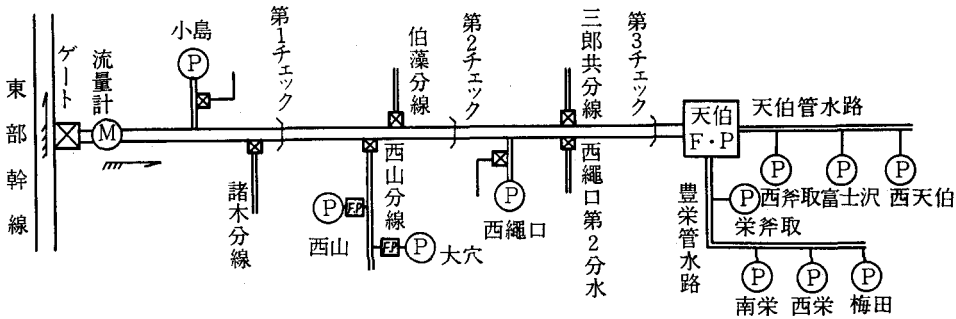 東部幹線
ゲート
流量計
M
小島
P
第1チェック
諸木分線
伯藻分線
西山分線
P
F.P
西山
F.P
P
大穴
第2チェック
P
西縄口
三郎共分線
西縄口第2分水
第3チェック
天伯
F・P
天伯管水路
P
P
P
西斧取
富士沢
西天伯
豊栄管水路
P
栄斧取
P
P
P
南栄
西栄
梅田